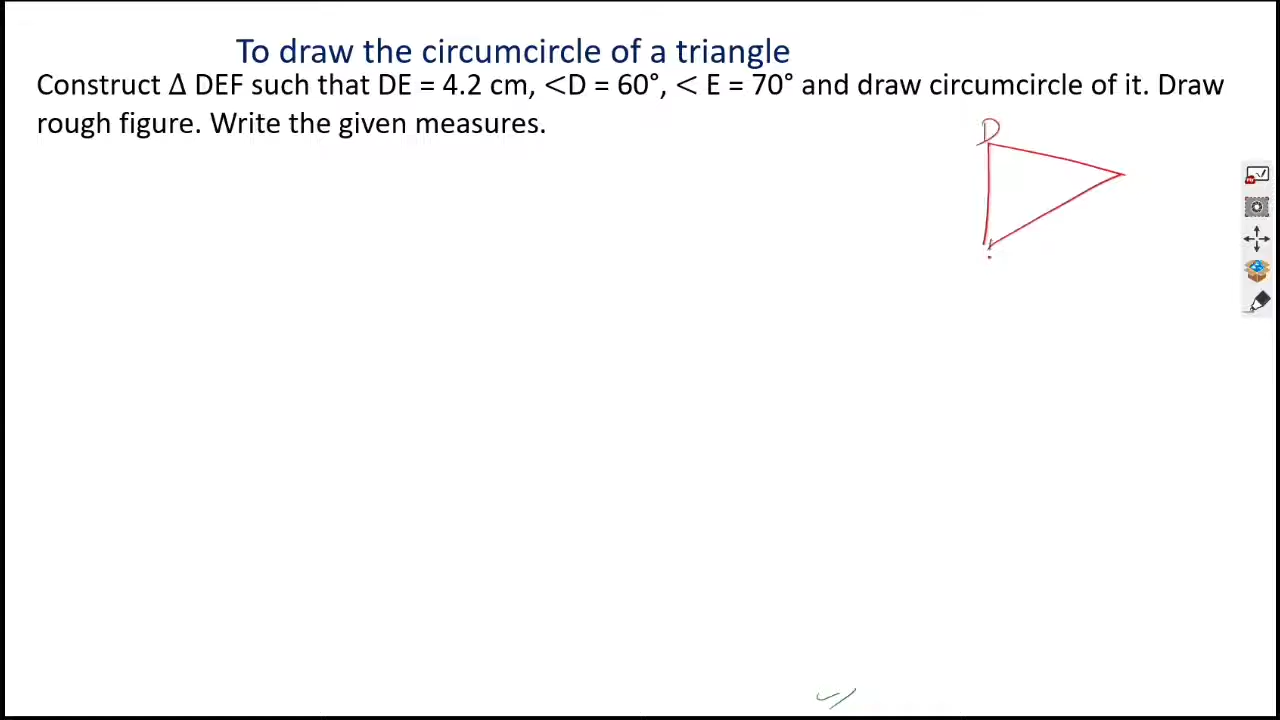 To draw the circumcircle of a triangle
Construct Δ DEF such that DE = 4.2 cm, <D = 60°, < E = 70° and draw circumcircle of it. Draw
rough figure. Write the given measures.
D